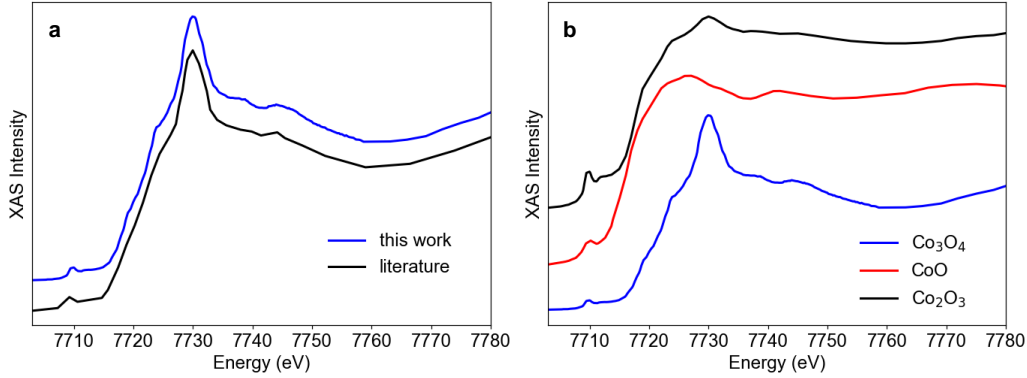 a
XAS Intensity
this work
literature
7710 7720 7730 7740 7750 7760 7770 7780
Energy (eV)
b
XAS Intensity
Co₃O₄
CoO
Co₂O₃
7710 7720 7730 7740 7750 7760 7770 7780
Energy (eV)